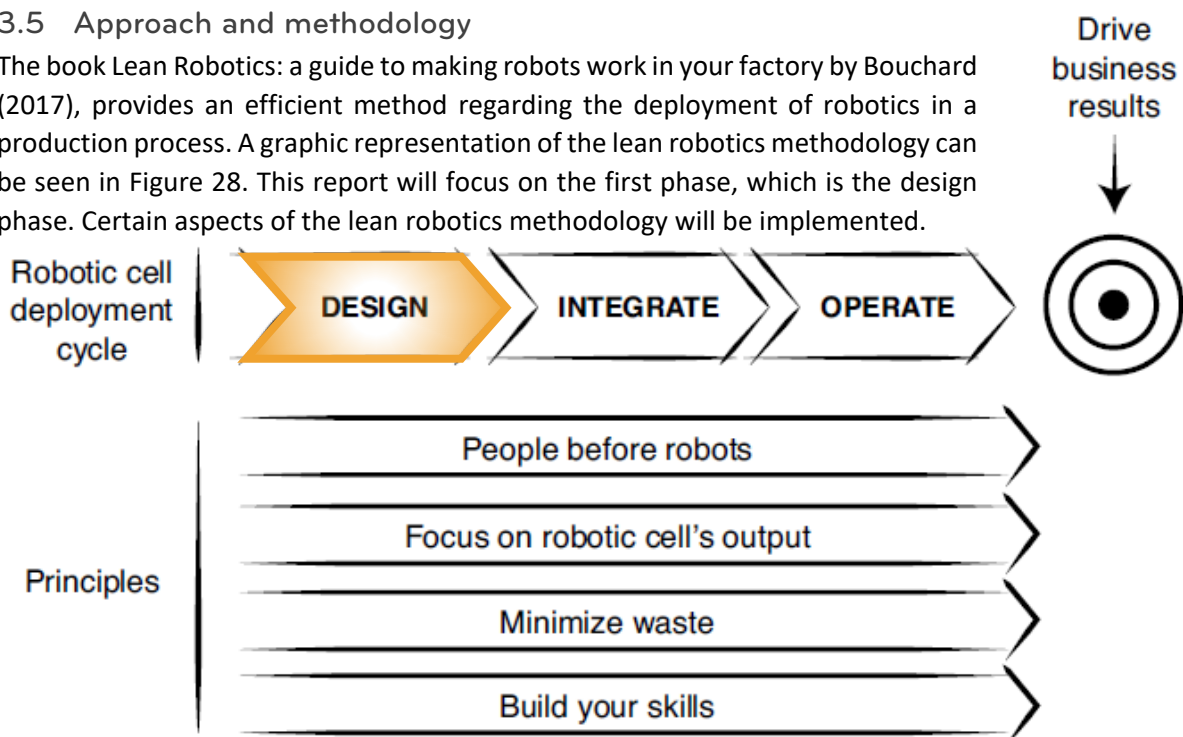 3.5 Approach and methodology
The book Lean Robotics: a guide to making robots work in your factory by Bouchard
(2017), provides an efficient method regarding the deployment of robotics in a
production process. A graphic representation of the lean robotics methodology can
be seen in Figure 28. This report will focus on the first phase, which is the design
phase. Certain aspects of the lean robotics methodology will be implemented.
Drive
business
results
Robotic cell
deployment
cycle
DESIGN
INTEGRATE
OPERATE
Principles
People before robots
Focus on robotic cell's output
Minimize waste
Build your skills